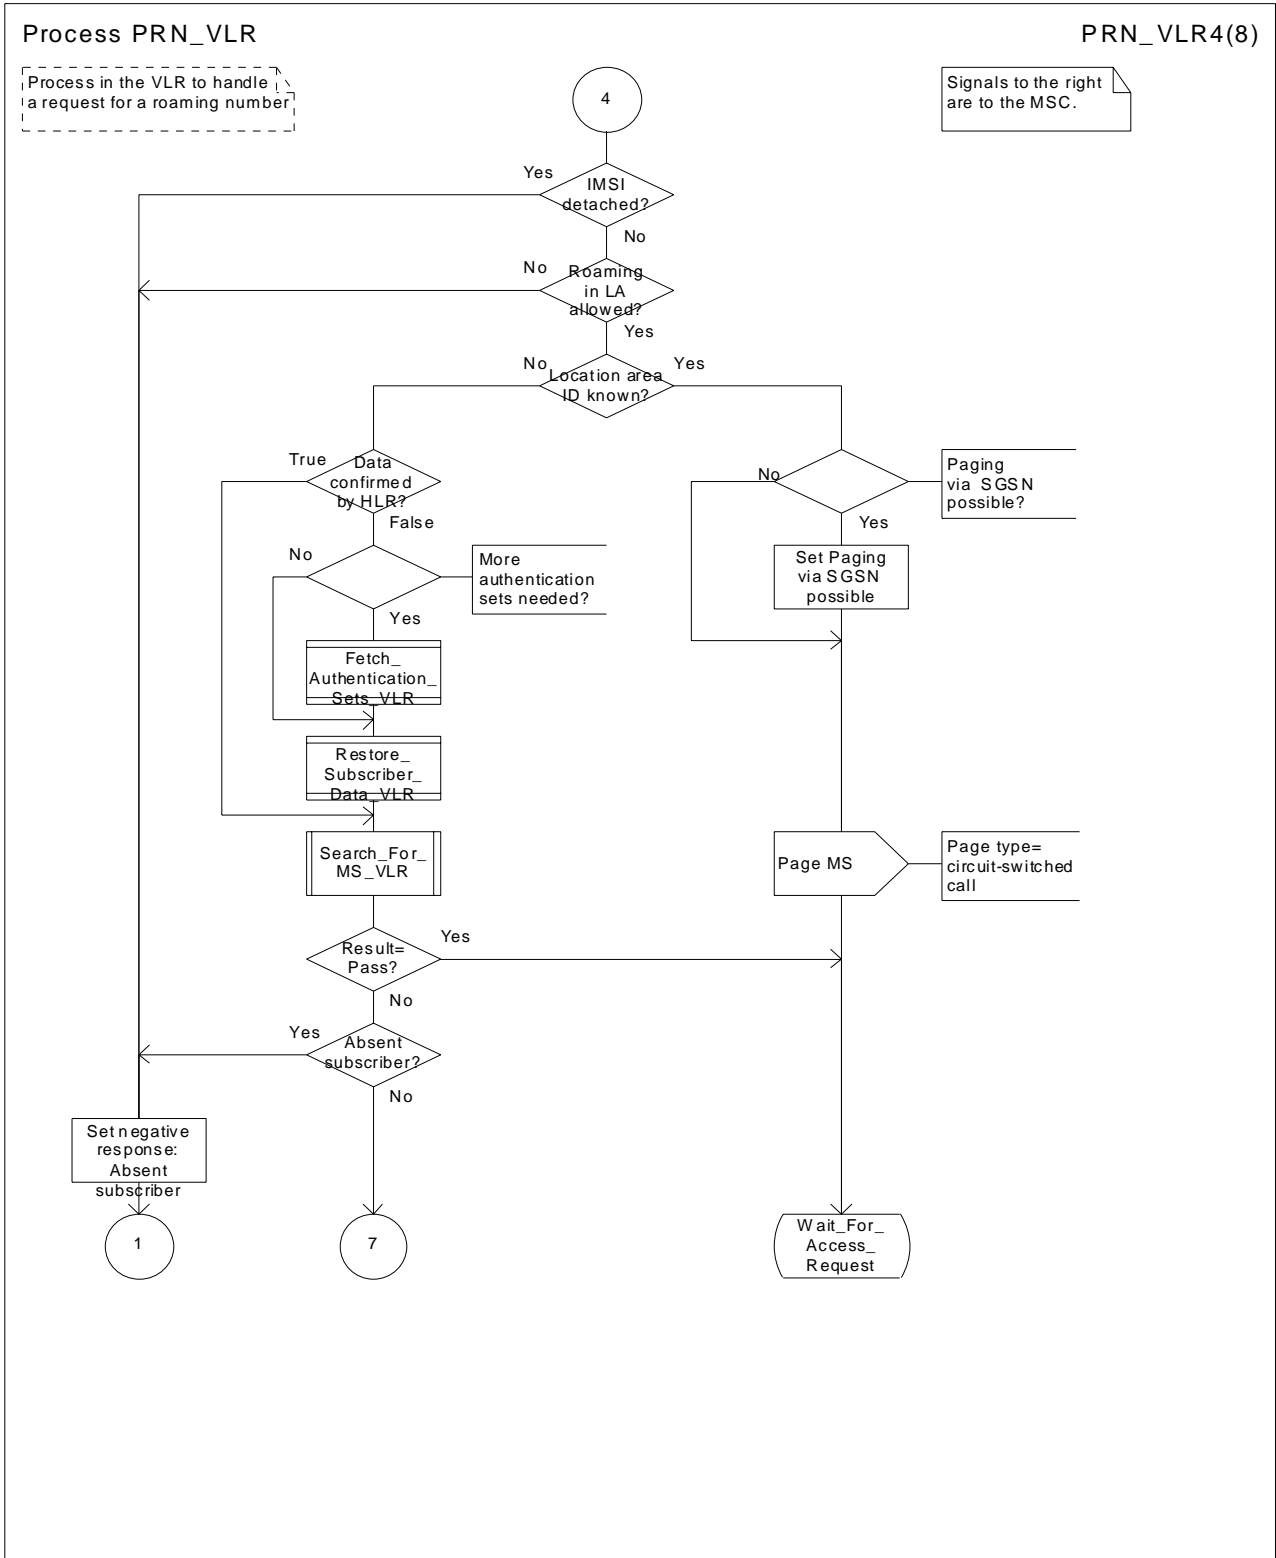 Process PRN_VLR
PRN_VLR4(8)
Process in the VLR to handle
a request for a roaming number
4
Signals to the right
are to the MSC.
Yes
IMSI
detached?
No
No
Roaming
in LA
allowed?
Yes
No
Location area
ID known?
Yes
True
Data
confirmed
by HLR?
False
No
Paging
via SGSN
possible?
Yes
No
More
authentication
sets needed?
Yes
Set Paging
via SGSN
possible
Fetch_
Authentication_
Sets_VLR
Restore_
Subscriber_
Data_VLR
Search_For_
MS_VLR
Page MS
Page type=
circuit-switched
call
Result=
Pass?
Yes
No
Yes
Absent
subscriber?
No
Set negative
response:
Absent
subscriber
1
7
Wait_For_
Access_
Request